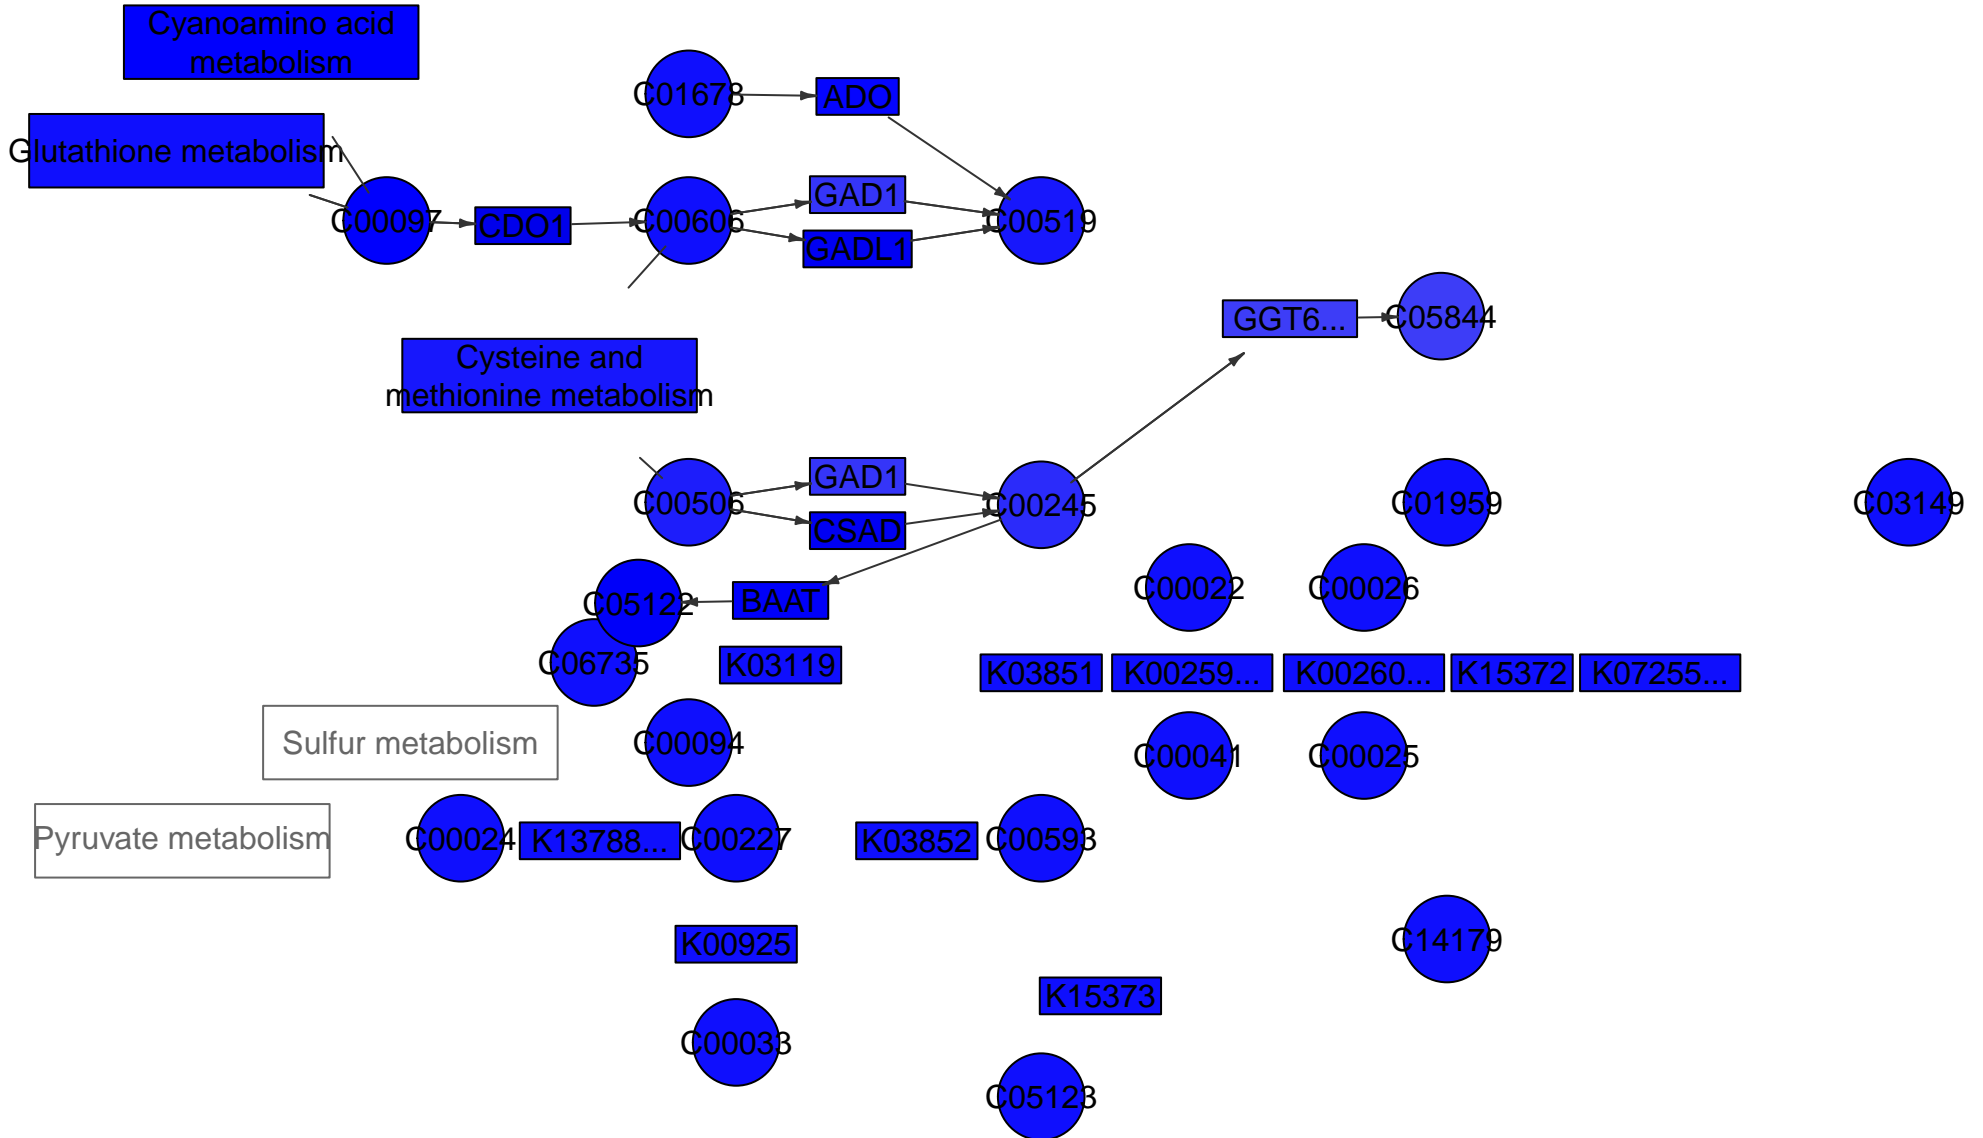 Cyanoamino acid
metabolism
C01678
ADO
Glutathione metabolism
GAD1
C00097
CDO1
C00606
C00519
GADL1
GGT6...
C05844
Cysteine and
methionine metabolism
GAD1
C00506
C00245
C01959
C03149
CSAD
C00022
C00026
C05122
BAAT
C06735
K03119
K03851
K00259...
K00260...
K15372
K07255...
Sulfur metabolism
C00094
C00041
C00025
Pyruvate metabolism
C00024
K13788...
C00227
K03852
C00593
K00925
C14179
K15373
C00033
C05123